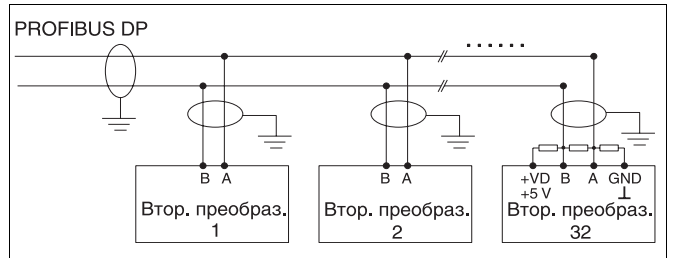 PROFIBUS DP
B A
Втор. преобраз.
1
B A
Втор. преобраз.
2
+VD B A GND
+5 V
Втор. преобраз.
32